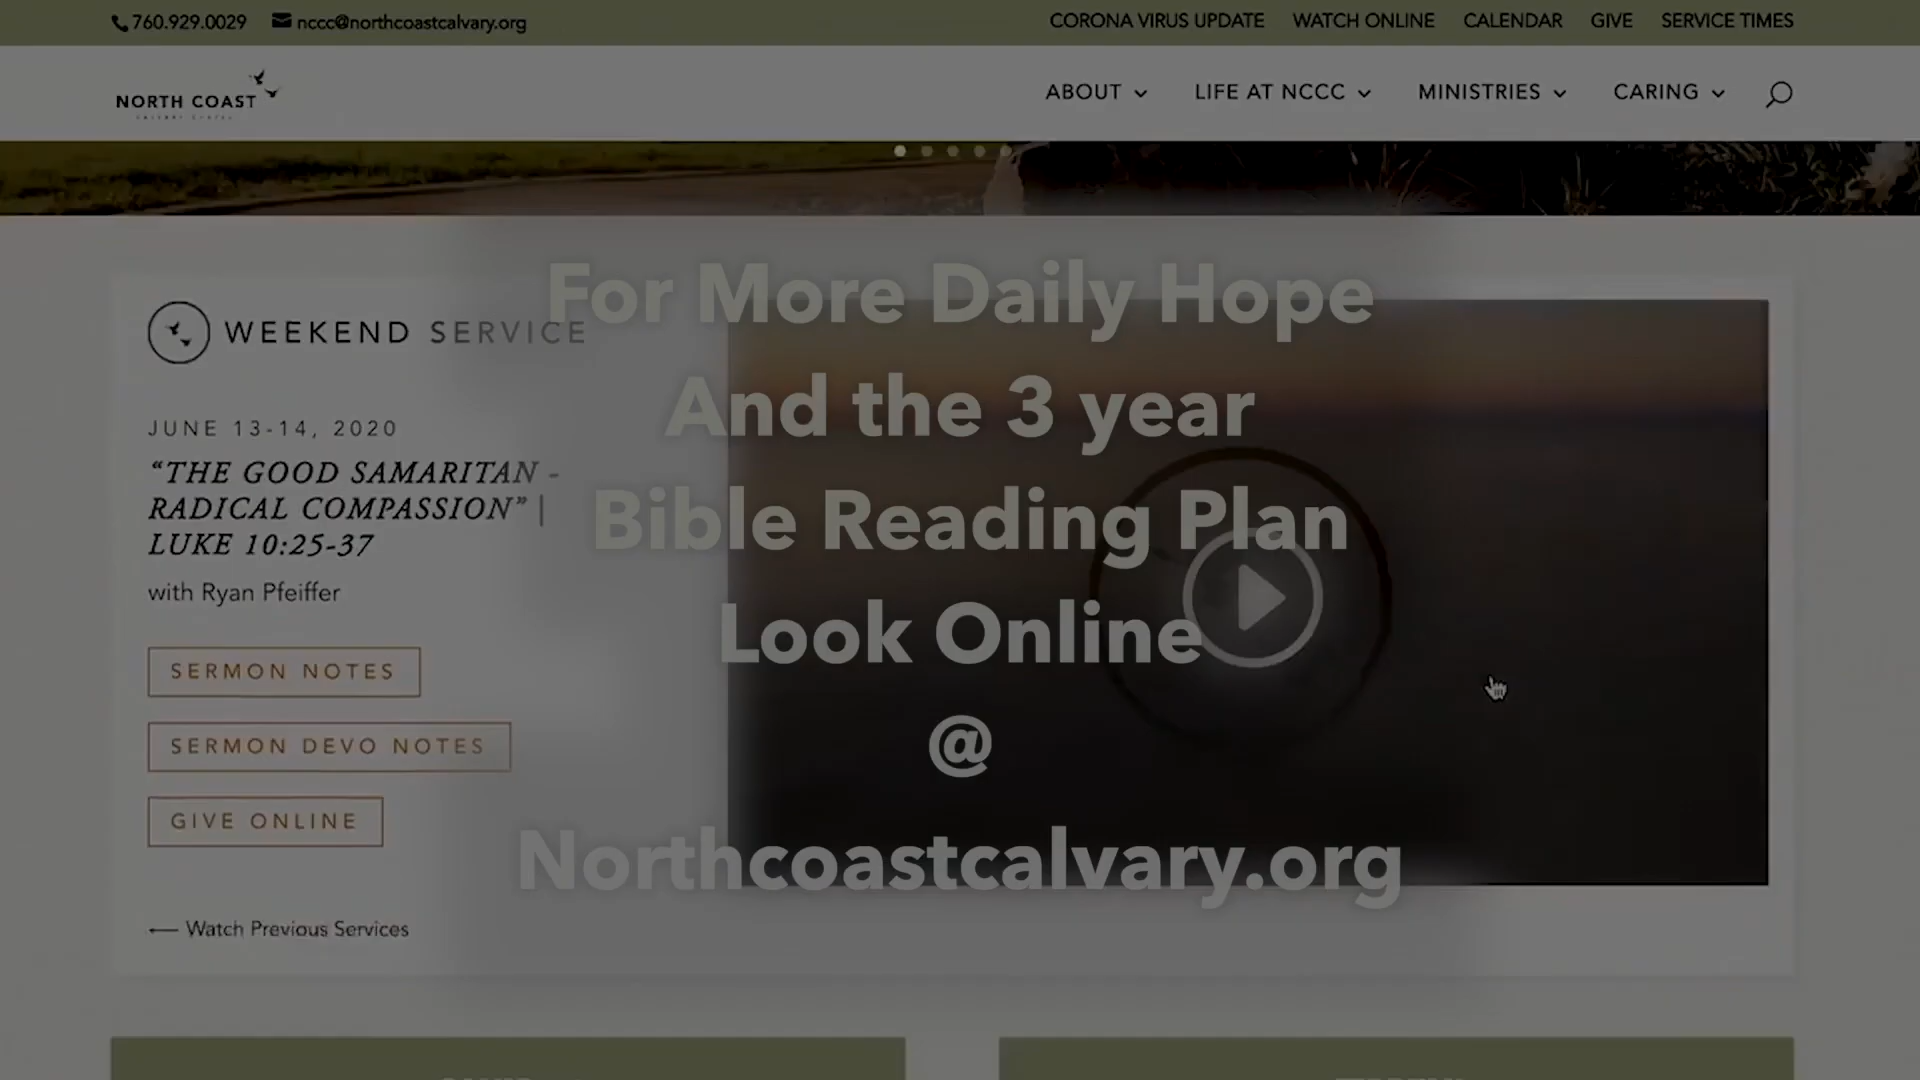 760.929.0029
nccc@northcoastcalvary.org
CORONA VIRUS UPDATE
WATCH ONLINE
CALENDAR
GIVE
SERVICE TIMES
NORTH COAST
ABOUT
LIFE AT NCCC
MINISTRIES
CARING
For More Daily Hope
And the 3 year
Bible Reading Plan
Look Online
@
Northcoastcalvary.org
WEEKEND SERVICE
JUNE 13-14, 2020
“THE GOOD SAMARITAN -
RADICAL COMPASSION” |
LUKE 10:25-37
with Ryan Pfeiffer
SERMON NOTES
SERMON DEVO NOTES
GIVE ONLINE
Watch Previous Services